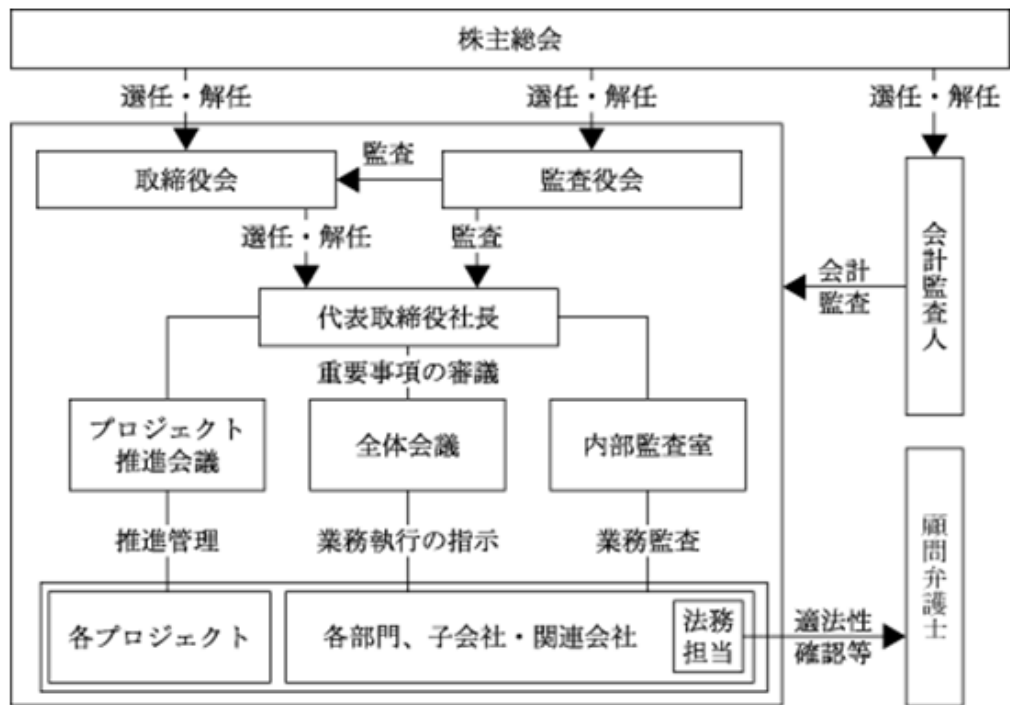 株主総会
選任・解任
選任・解任
選任・解任
取締役会
監査
監査役会
選任・解任
監査
会計監査人
会計
監査
代表取締役社長
重要事項の審議
プロジェクト
推進会議
全体会議
内部監査室
推進管理
業務執行の指示
業務監査
顧問弁護士
各プロジェクト
各部門、子会社・関連会社
法務
担当
適法性
確認等